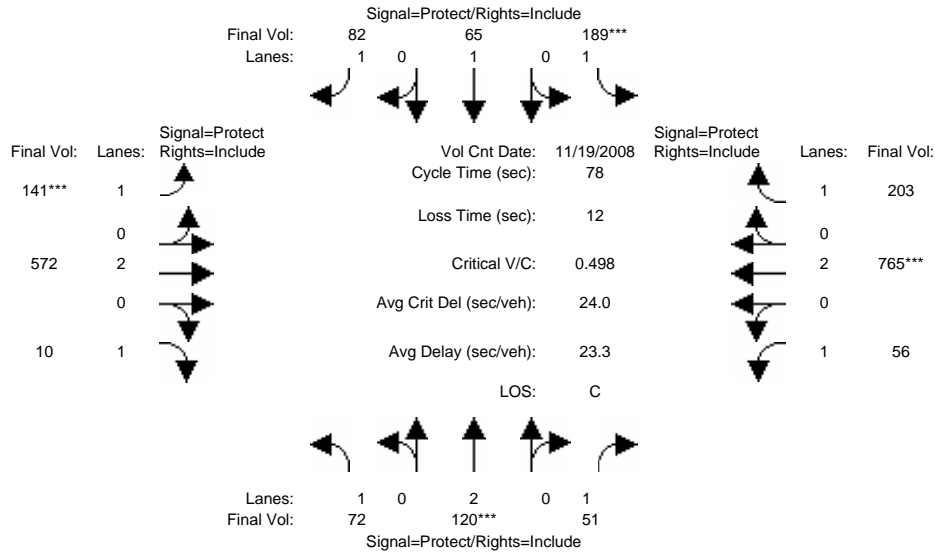 Signal=Protect/Rights=Include
Final Vol: 82 65 189***
Lanes: 1 0 1 0 1
Signal=Protect Signal=Protect
Final Vol: Lanes: Rights=Include Vol Cnt Date: 11/19/2008 Rights=Include Lanes: Final Vol:
Cycle Time (sec): 78
141*** 1 1 203
Loss Time (sec): 12
0 0
572 2 Critical V/C: 0.498 2 765***
0 Avg Crit Del (sec/veh): 24.0 0
10 1 Avg Delay (sec/veh): 23.3 1 56
LOS: C
Lanes: 1 0 2 0 1
Final Vol: 72 120*** 51
Signal=Protect/Rights=Include